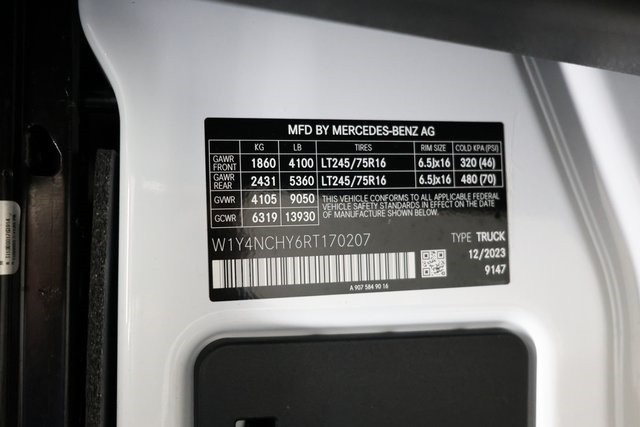 MFD BY MERCEDES-BENZ AG
KG LB TIRES RIM SIZE COLD KPA (PSI)
GAWR FRONT 1860 4100 LT245/75R16 6.5Jx16 320 (46)
GAWR REAR 2431 5360 LT245/75R16 6.5Jx16 480 (70)
GVWR 4105 9050 THIS VEHICLE CONFORMS TO ALL APPLICABLE FEDERAL
VEHICLE SAFETY STANDARDS IN EFFECT ON THE DATE
GCWR 6319 13930 OF MANUFACTURE SHOWN ABOVE.
W1Y4NCHY6RT170207 TYPE TRUCK
12/2023
9147
A 907 584 90 16